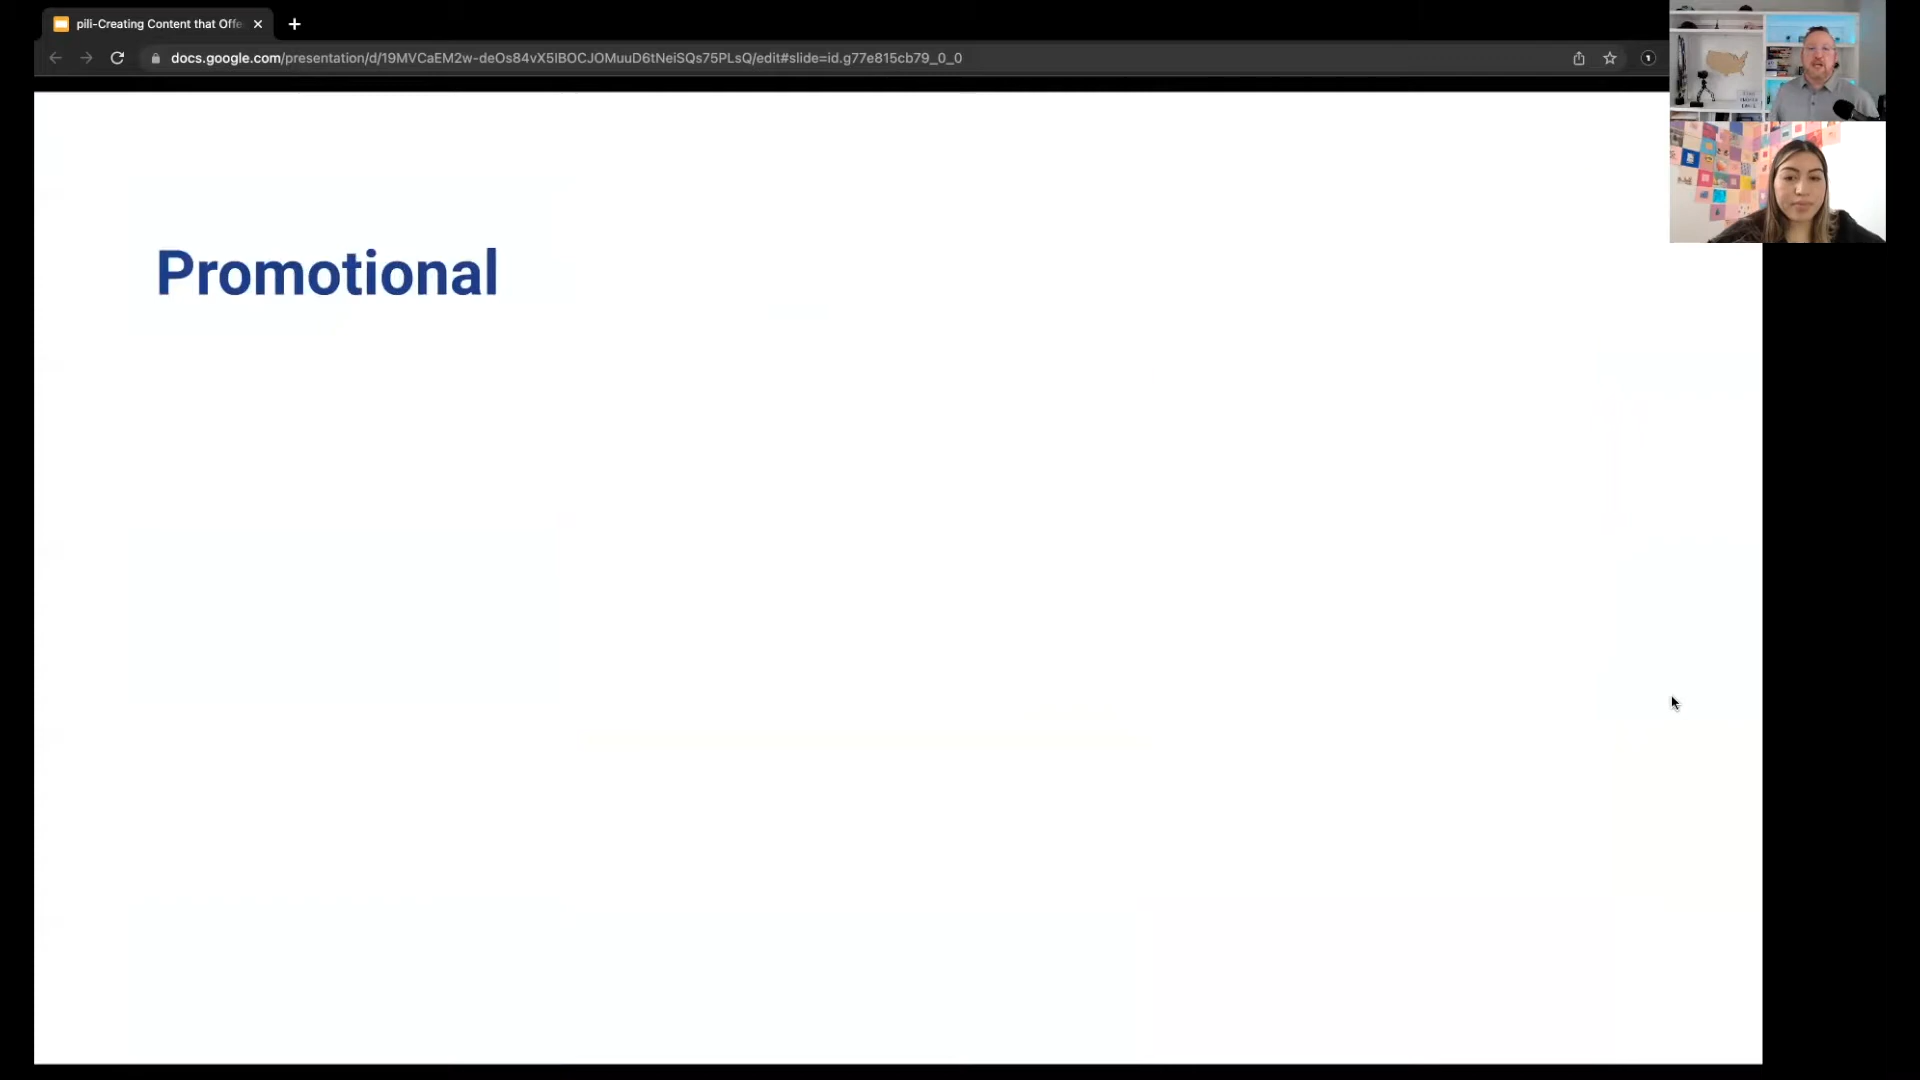 pili-Creating Content that Offe
docs.google.com/presentation/d/19MVCaEM2w-deOs84vX5IBOCJOMuuD6tNeiSQs75PLsQ/edit#slide=id.g77e815cb79_0_0
Promotional